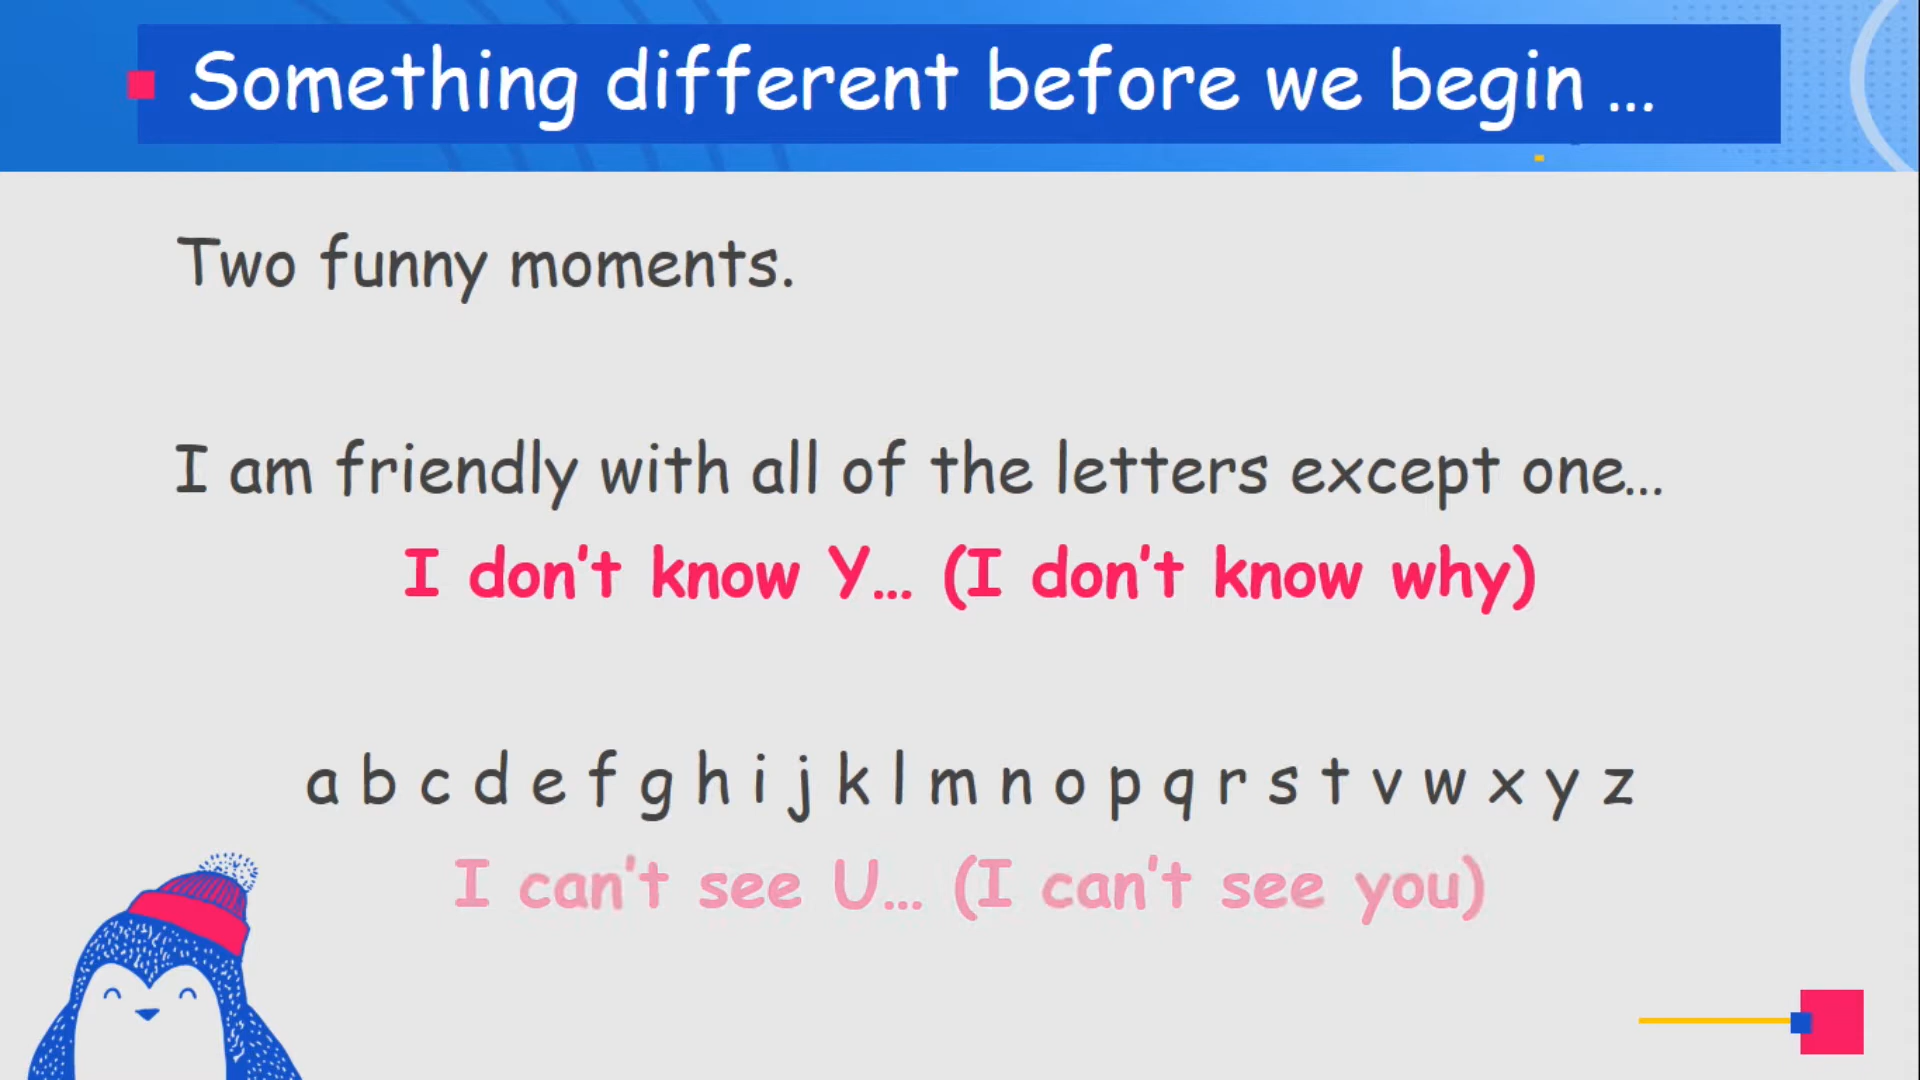 Something different before we begin ...
Two funny moments.
I am friendly with all of the letters except one...
I don't know Y... (I don't know why)
a b c d e f g h i j k l m n o p q r s t v w x y z
I can't see U... (I can't see you)